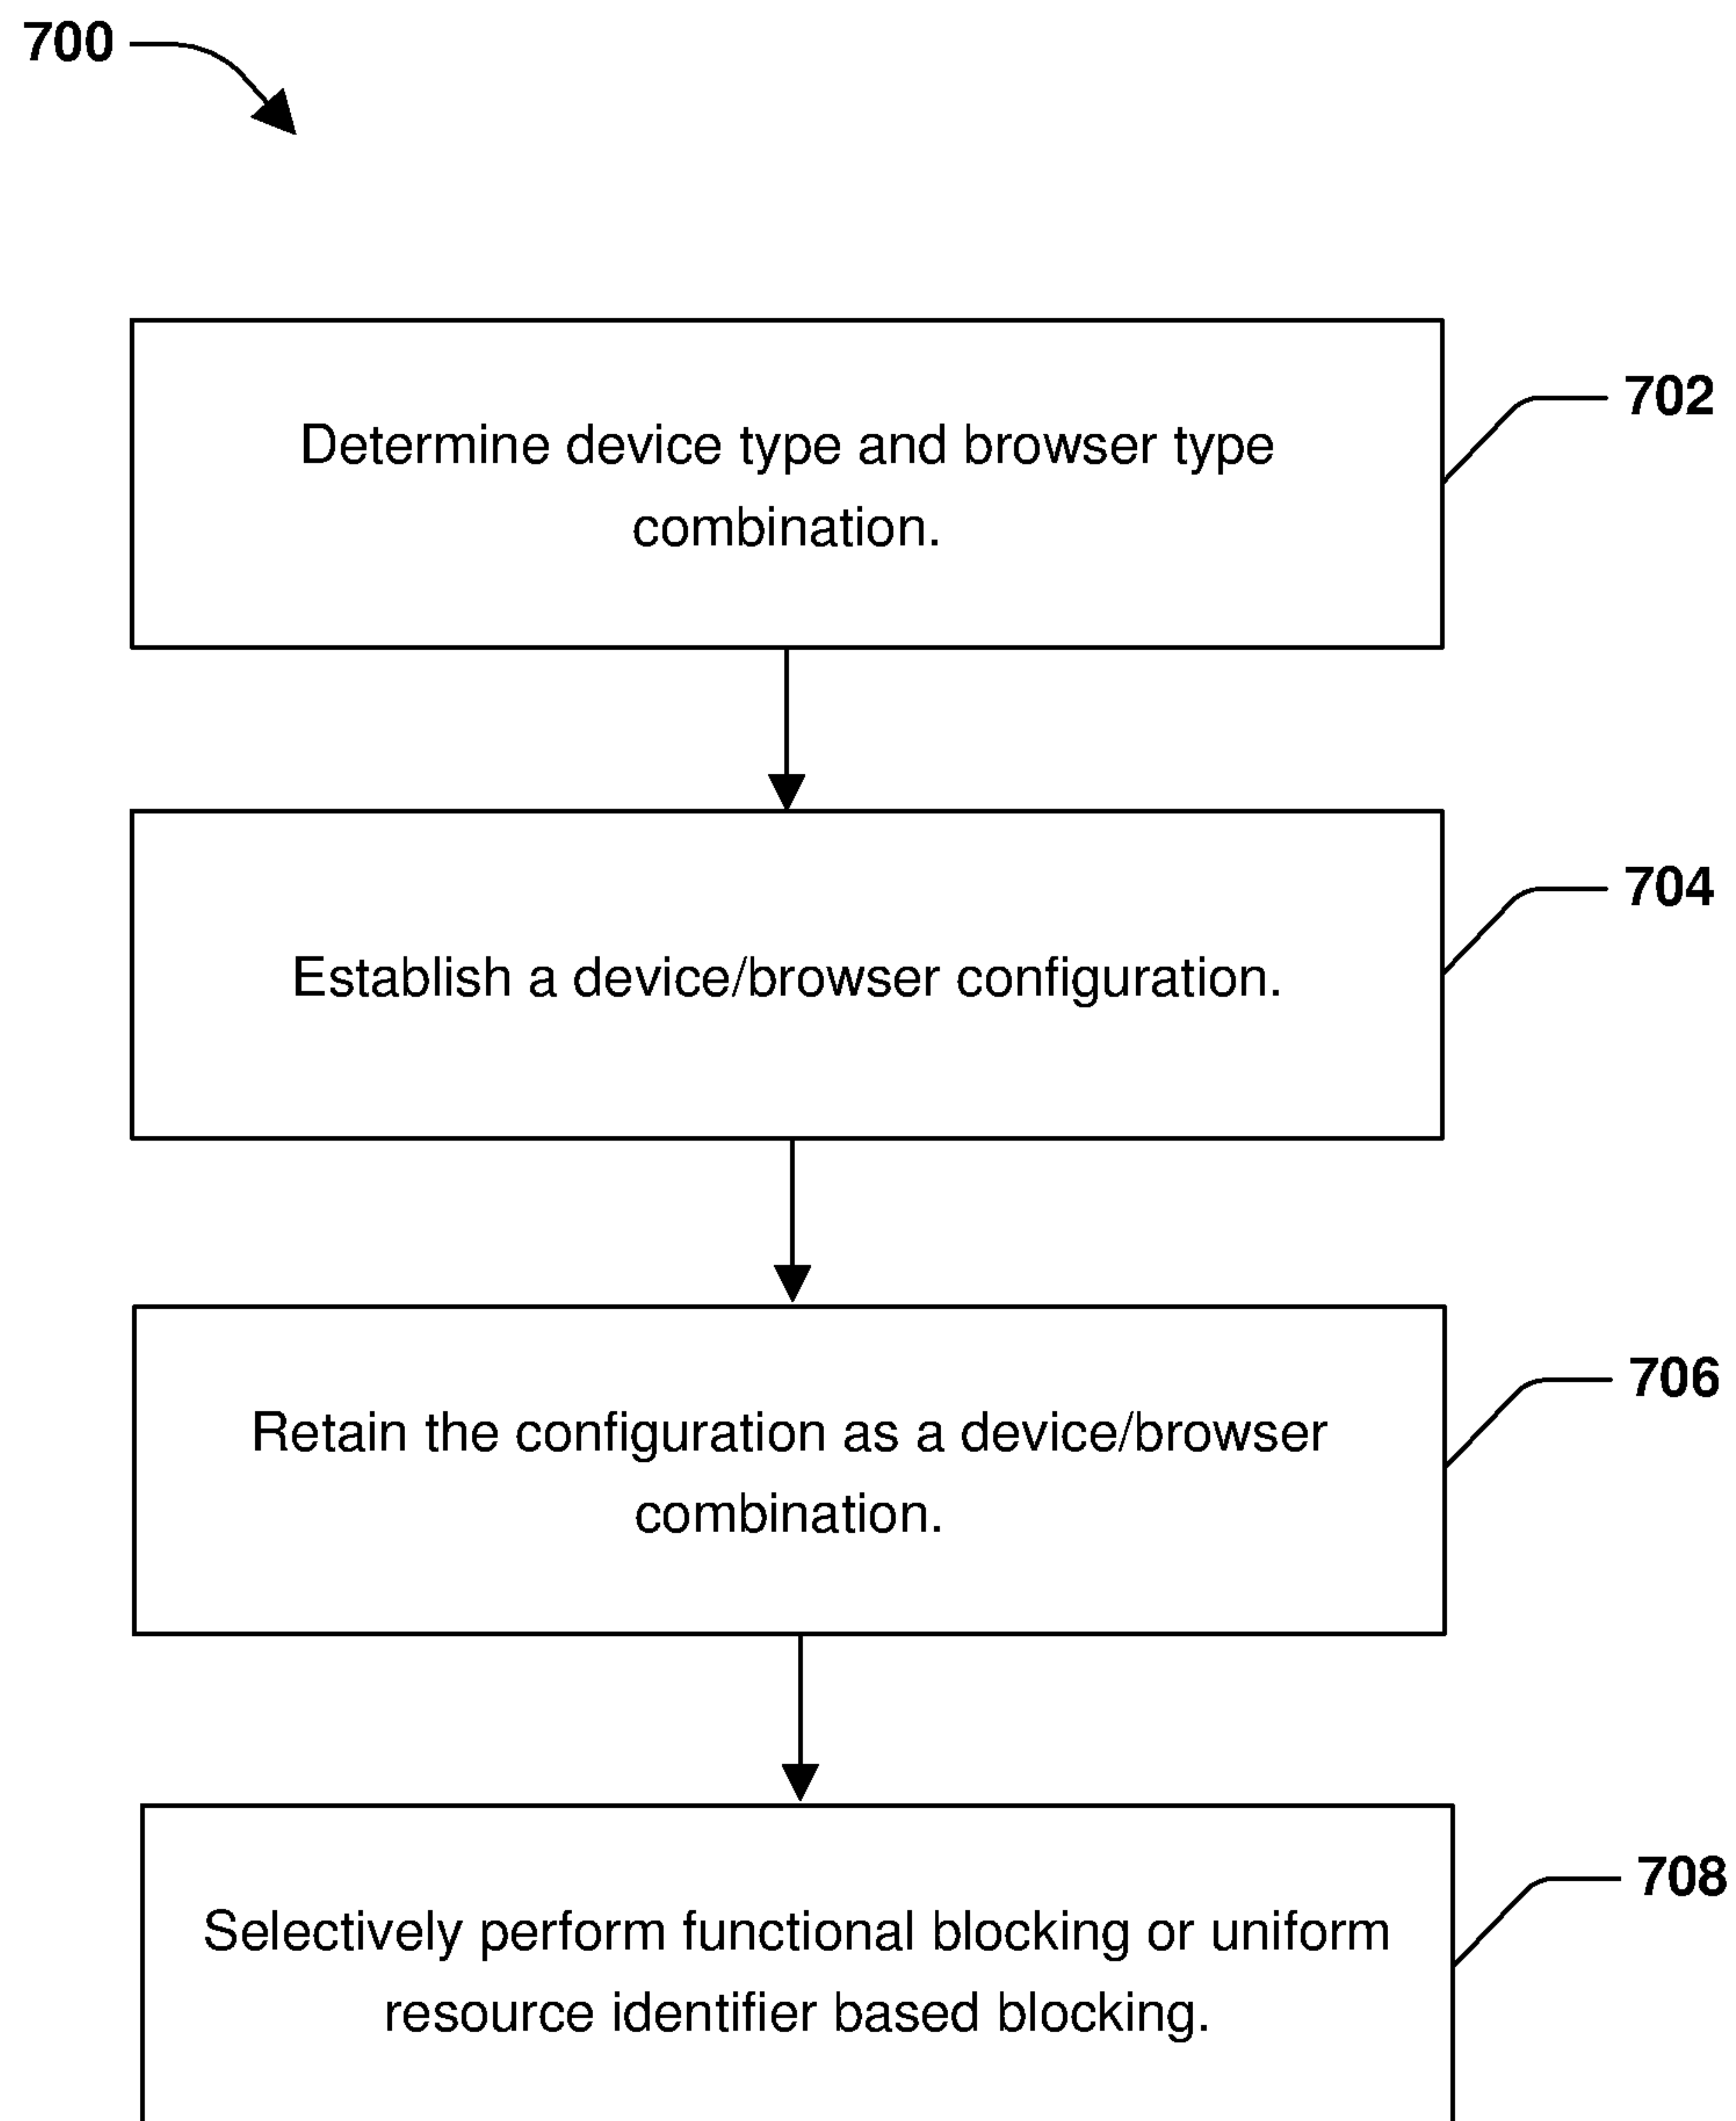 700
702
Determine device type and browser type
combination.
704
Establish a device/browser configuration.
706
Retain the configuration as a device/browser
combination.
708
Selectively perform functional blocking or uniform
resource identifier based blocking.